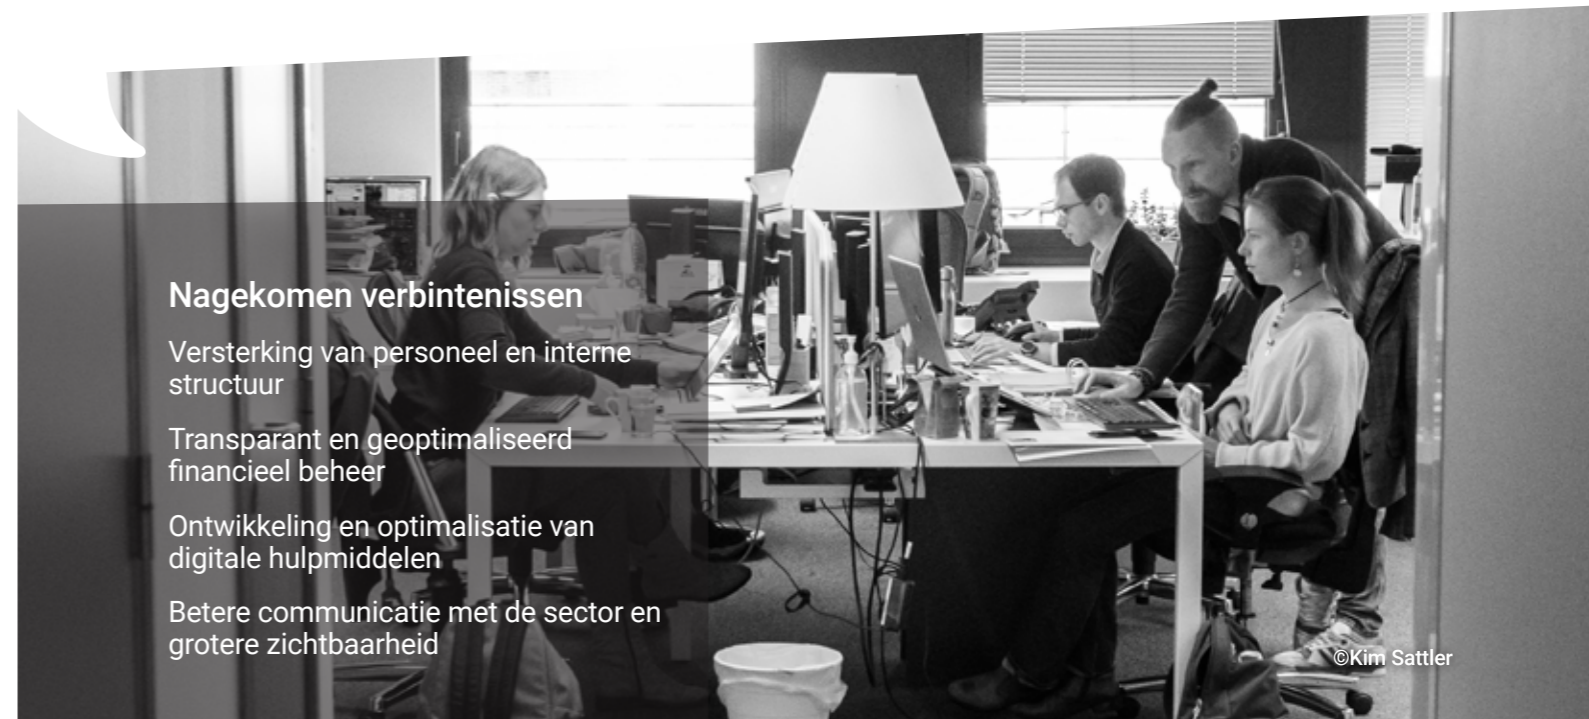 Nagekomen verbintenissen
Versterking van personeel en interne
structuur
Transparant en geoptimaliseerd
financieel beheer
Ontwikkeling en optimalisatie van
digitale hulpmiddelen
Betere communicatie met de sector en
grotere zichtbaarheid
©Kim Sattler